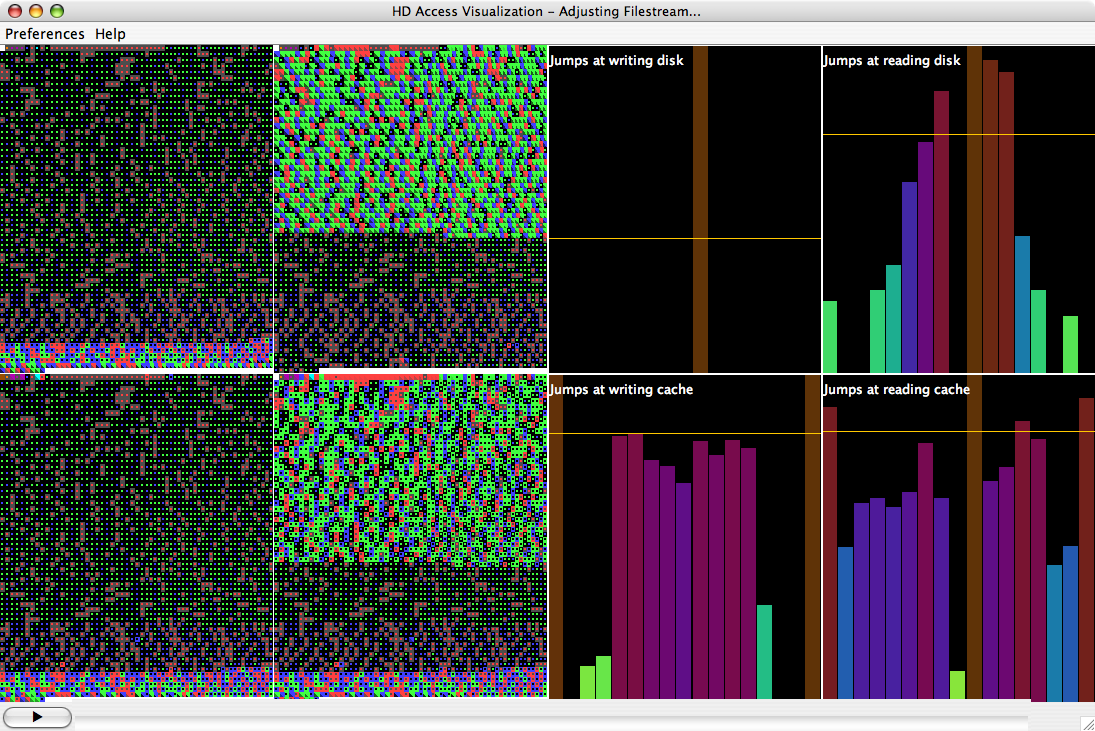 HD Access Visualization – Adjusting Filestream...
Preferences Help
Jumps at writing disk
Jumps at reading disk
Jumps at writing cache
Jumps at reading cache